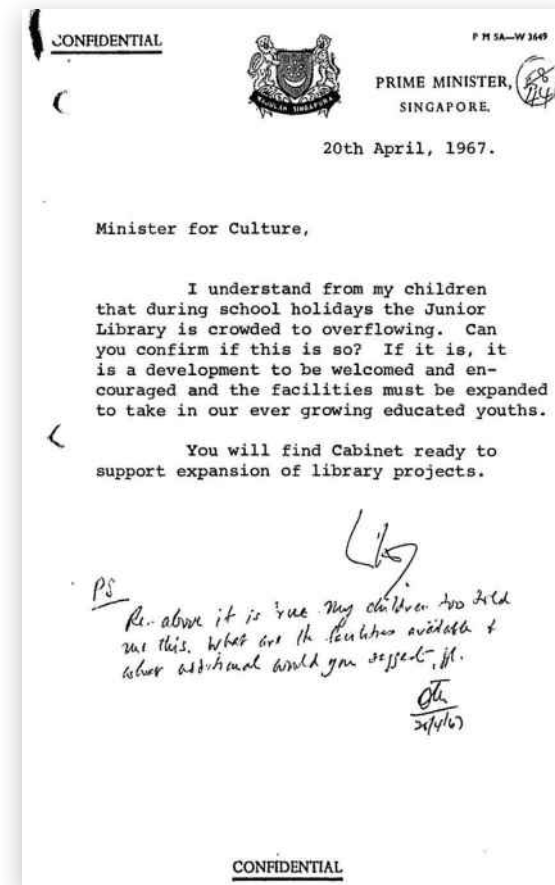 CONFIDENTIAL
P M SA—W 3649
PRIME MINISTER,
SINGAPORE.
MAJULAH SINGAPURA
20th April, 1967.
Minister for Culture,
I understand from my children
that during school holidays the Junior
Library is crowded to overflowing. Can
you confirm if this is so? If it is, it
is a development to be welcomed and en-
couraged and the facilities must be expanded
to take in our ever growing educated youths.
You will find Cabinet ready to
support expansion of library projects.
PS
Re. above it is true. My children too told
me this. What are the facilities available &
what additional would you suggest, pl.
CONFIDENTIAL